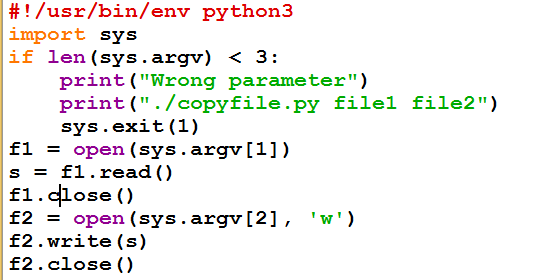 #!/usr/bin/env python3
import sys
if len(sys.argv) < 3:
    print("Wrong parameter")
    print("./copyfile.py file1 file2")
    sys.exit(1)
f1 = open(sys.argv[1])
s = f1.read()
f1.close()
f2 = open(sys.argv[2], 'w')
f2.write(s)
f2.close()